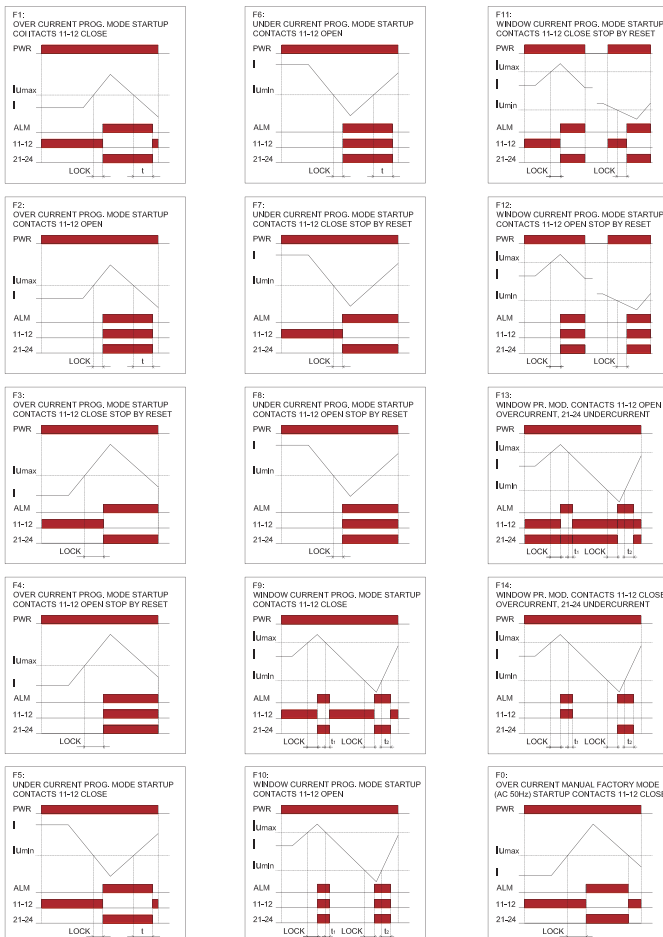 F1:
OVER CURRENT PROG. MODE STARTUP
CONTACTS 11-12 CLOSE
PWR
Iumax
I
ALM
11-12
21-24
LOCK t
F2:
OVER CURRENT PROG. MODE STARTUP
CONTACTS 11-12 OPEN
PWR
Iumax
I
ALM
11-12
21-24
LOCK t
F3:
OVER CURRENT PROG. MODE STARTUP
CONTACTS 11-12 CLOSE STOP BY RESET
PWR
Iumax
I
ALM
11-12
21-24
LOCK
F4:
OVER CURRENT PROG. MODE STARTUP
CONTACTS 11-12 OPEN STOP BY RESET
PWR
Iumax
I
ALM
11-12
21-24
LOCK
F5:
UNDER CURRENT PROG. MODE STARTUP
CONTACTS 11-12 CLOSE
PWR
I
Iumin
ALM
11-12
21-24
LOCK t
F6:
UNDER CURRENT PROG. MODE STARTUP
CONTACTS 11-12 OPEN
PWR
I
Iumin
ALM
11-12
21-24
LOCK t
F7:
UNDER CURRENT PROG. MODE STARTUP
CONTACTS 11-12 CLOSE STOP BY RESET
PWR
I
Iumin
ALM
11-12
21-24
LOCK
F8:
UNDER CURRENT PROG. MODE STARTUP
CONTACTS 11-12 OPEN STOP BY RESET
PWR
I
Iumin
ALM
11-12
21-24
LOCK
F9:
WINDOW CURRENT PROG. MODE STARTUP
CONTACTS 11-12 CLOSE
PWR
Iumax
I
Iumin
ALM
11-12
21-24
LOCK t1 LOCK t2
F10:
WINDOW CURRENT PROG. MODE STARTUP
CONTACTS 11-12 OPEN
PWR
Iumax
I
Iumin
ALM
11-12
21-24
LOCK t1 LOCK t2
F11:
WINDOW CURRENT PROG. MODE STARTUP
CONTACTS 11-12 CLOSE STOP BY RESET
PWR
Iumax
I
Iumin
ALM
11-12
21-24
LOCK LOCK
F12:
WINDOW CURRENT PROG. MODE STARTUP
CONTACTS 11-12 OPEN STOP BY RESET
PWR
Iumax
I
Iumin
ALM
11-12
21-24
LOCK LOCK
F13:
WINDOW PR. MOD. CONTACTS 11-12 OPEN
OVERCURRENT, 21-24 UNDERCURRENT
PWR
Iumax
I
Iumin
ALM
11-12
21-24
LOCK t1 LOCK t2
F14:
WINDOW PR. MOD. CONTACTS 11-12 CLOSE
OVERCURRENT, 21-24 UNDERCURRENT
PWR
Iumax
I
Iumin
ALM
11-12
21-24
LOCK t1 LOCK t2
F0:
OVER CURRENT MANUAL FACTORY MODE
(AC 50Hz) STARTUP CONTACTS 11-12 CLOSE
PWR
Iumax
I
ALM
11-12
21-24
LOCK